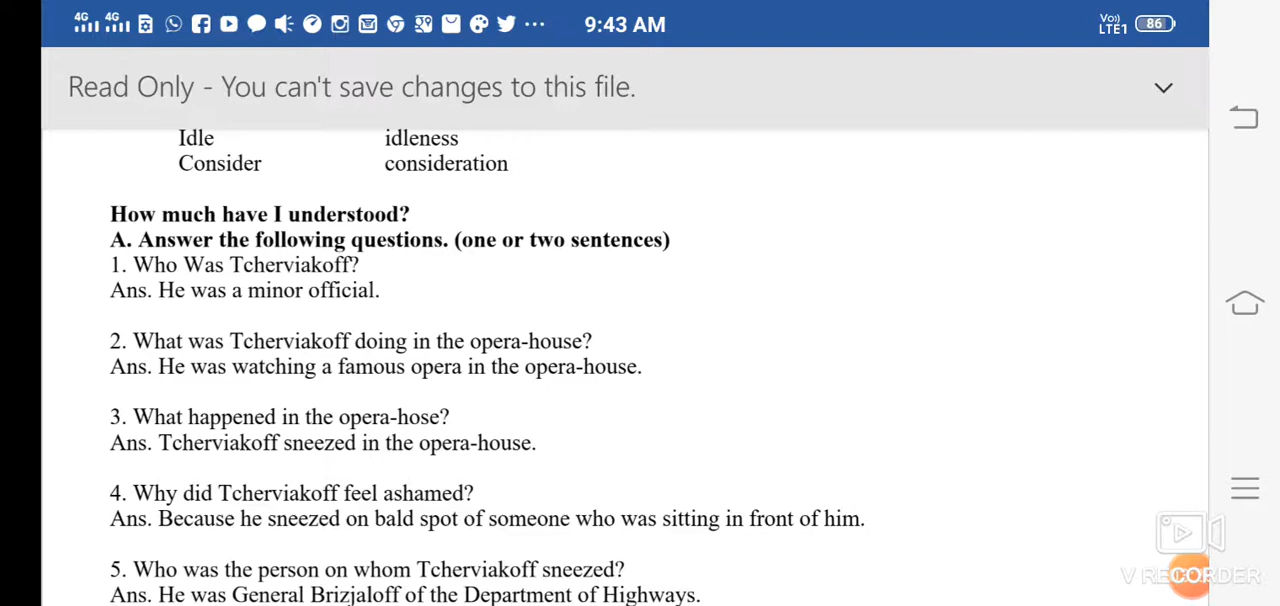 4G 4G 9:43 AM Vo)) LTE1 86
Read Only - You can't save changes to this file.
Idle idleness
Consider consideration
How much have I understood?
A. Answer the following questions. (one or two sentences)
1. Who Was Tcherviakoff?
Ans. He was a minor official.
2. What was Tcherviakoff doing in the opera-house?
Ans. He was watching a famous opera in the opera-house.
3. What happened in the opera-hose?
Ans. Tcherviakoff sneezed in the opera-house.
4. Why did Tcherviakoff feel ashamed?
Ans. Because he sneezed on bald spot of someone who was sitting in front of him.
5. Who was the person on whom Tcherviakoff sneezed?
Ans. He was General Brizjaloff of the Department of Highways.
V RECORDER